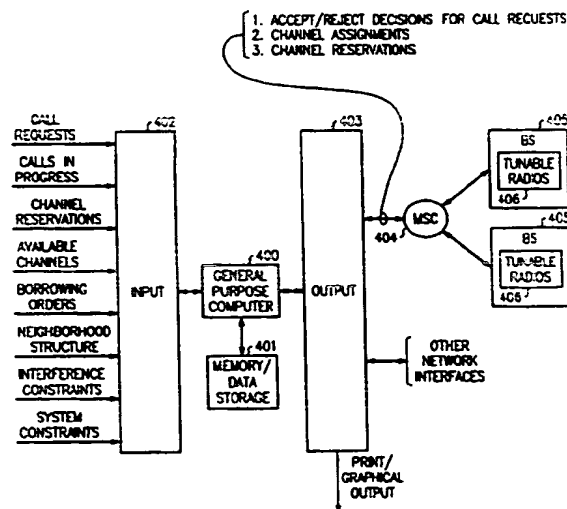 1. ACCEPT/REJECT DECISIONS FOR CALL RECUESTS
2. CHANNEL ASSIGNMENTS
3. CHANNEL RESERVATIONS
402
403
405
CALL
REQUESTS
CALLS IN
PROGRESS
CHANNEL
RESERVATIONS
AVAILABLE
CHANNELS
BORROWING
ORDERS
NEIGHBORHOOD
STRUCTURE
INTERFERENCE
CONSTRAINTS
SYSTEM
CONSTRAINTS
INPUT
400
GENERAL
PURPOSE
COMPUTER
401
MEMORY/
DATA
STORAGE
OUTPUT
404
MSC
BS
TUNABLE
RADIOS
406
405
BS
TUNABLE
RADIOS
406
OTHER
NETWORK
INTERFACES
PRINT/
GRAPHICAL
OUTPUT